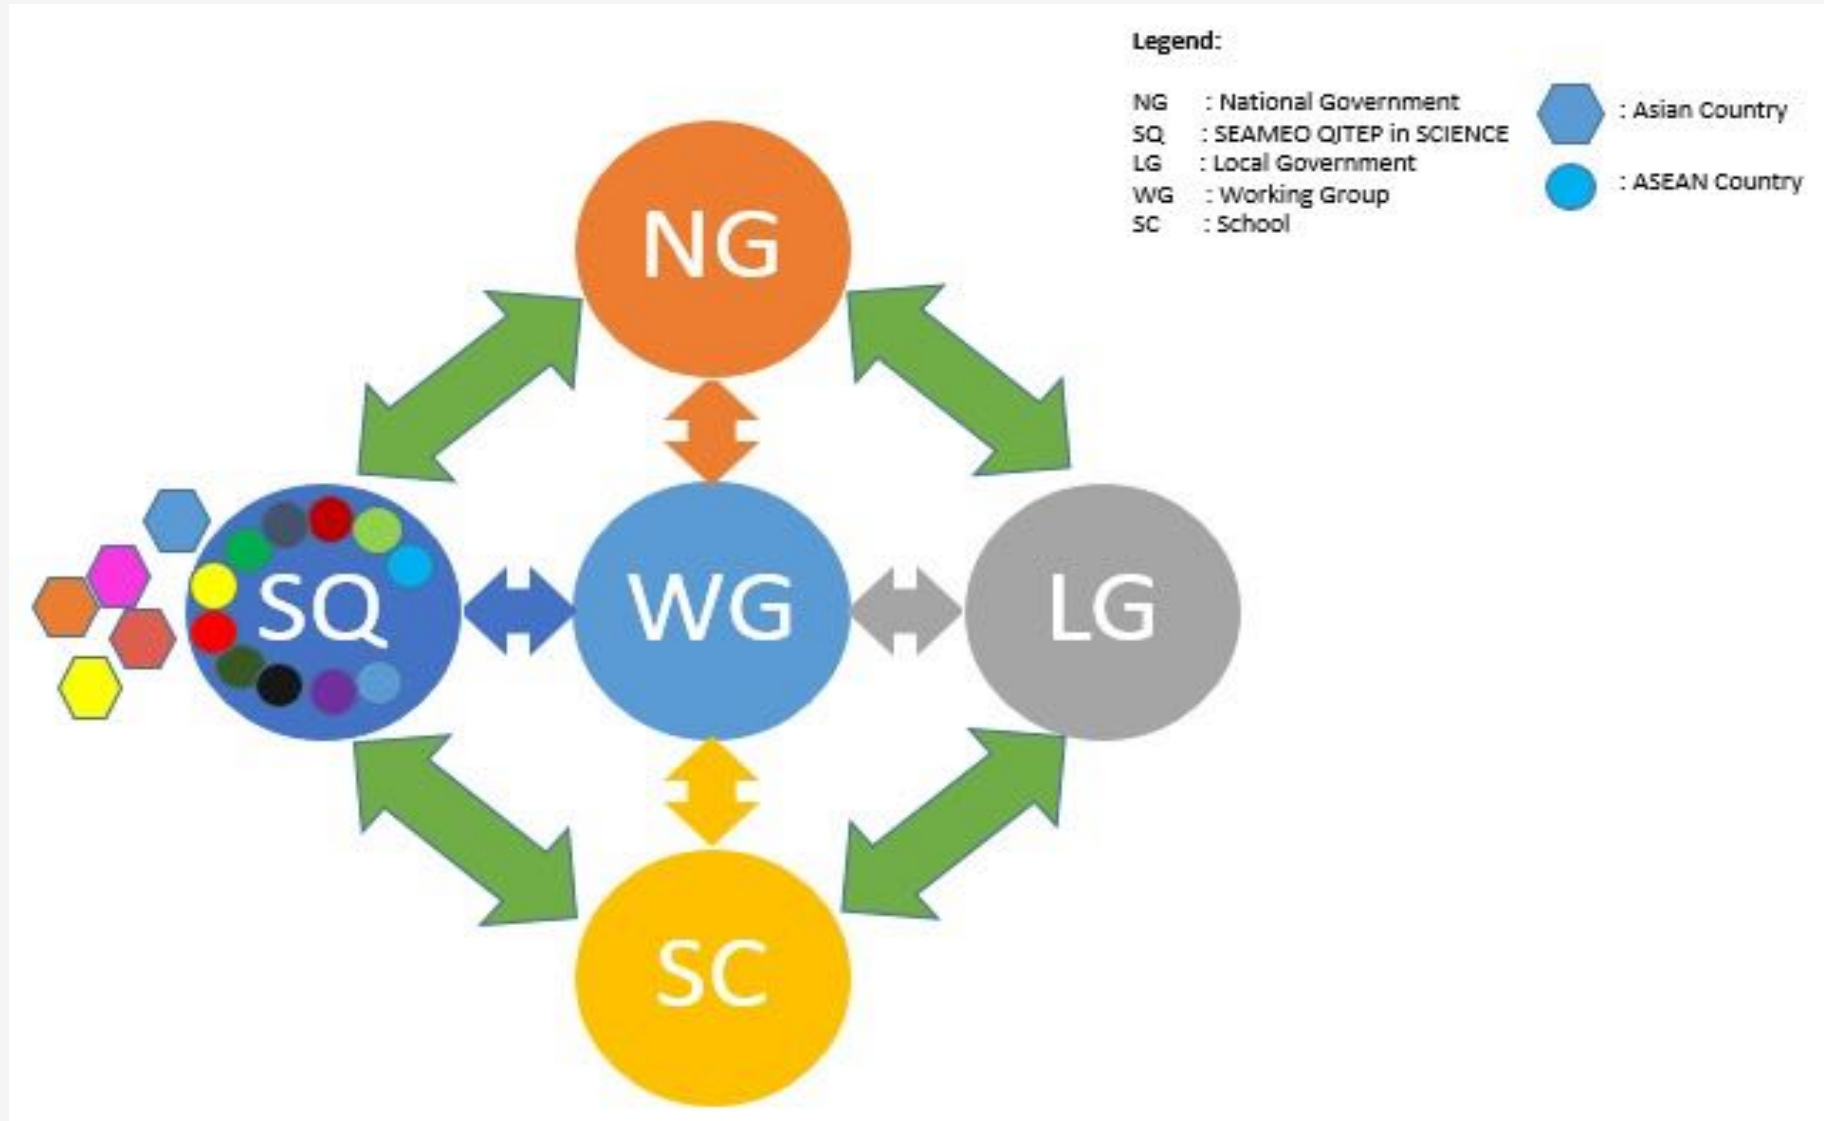 Legend:
NG : National Government
SQ : SEAMEO QITEP in SCIENCE
LG : Local Government
WG : Working Group
SC : School
: Asian Country
: ASEAN Country
NG
SQ
WG
LG
SC